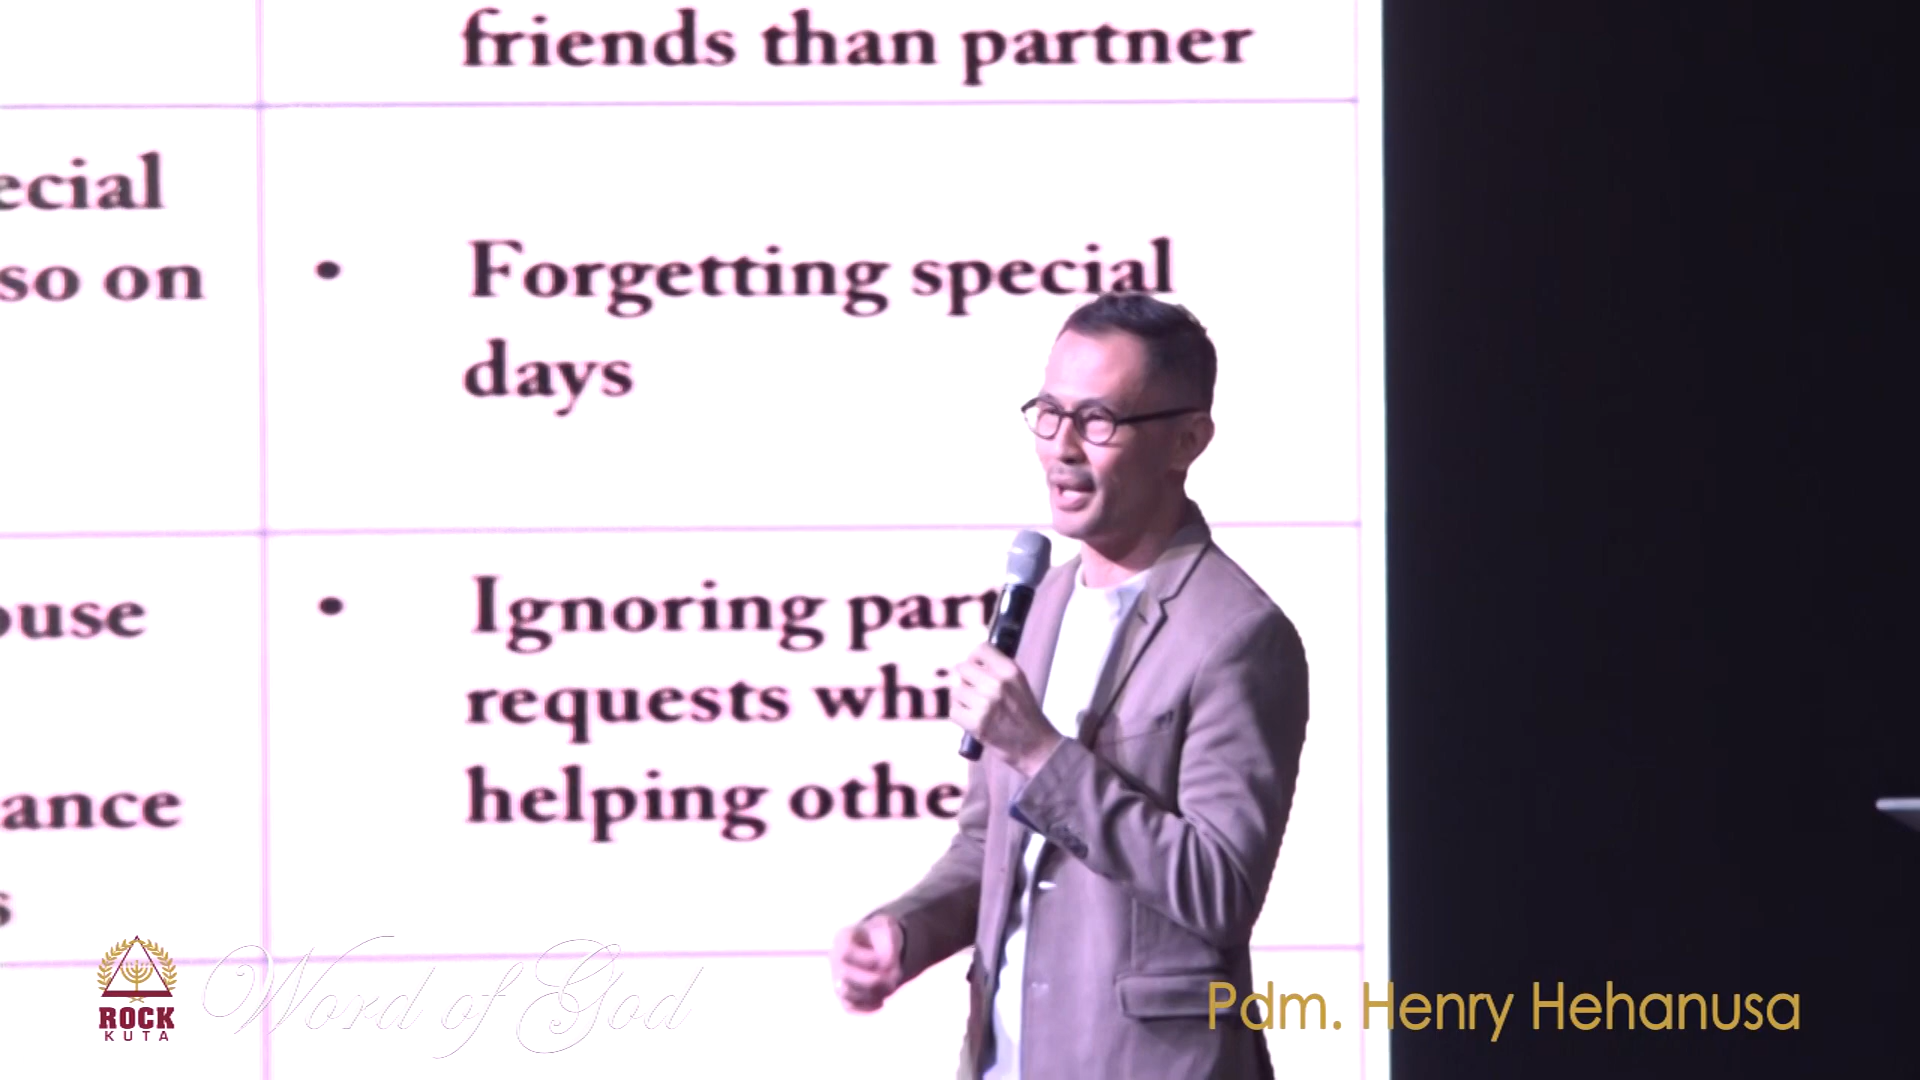 friends than partner
ecial
so on
Forgetting special
days
ouse
ance
s
Ignoring part
requests whi
helping othe
ROCK
KUTA
Word of God
Pdm. Henry Hehanusa